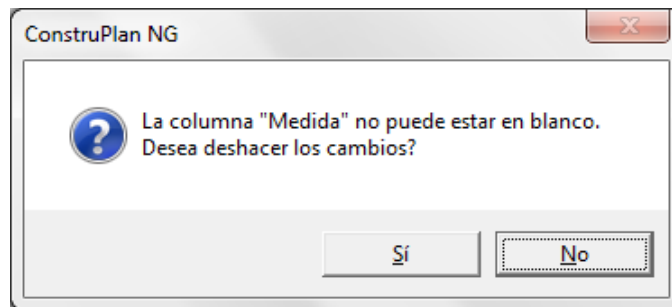 ConstruPlan NG
La columna "Medida" no puede estar en blanco.
Desea deshacer los cambios?
Sí
No